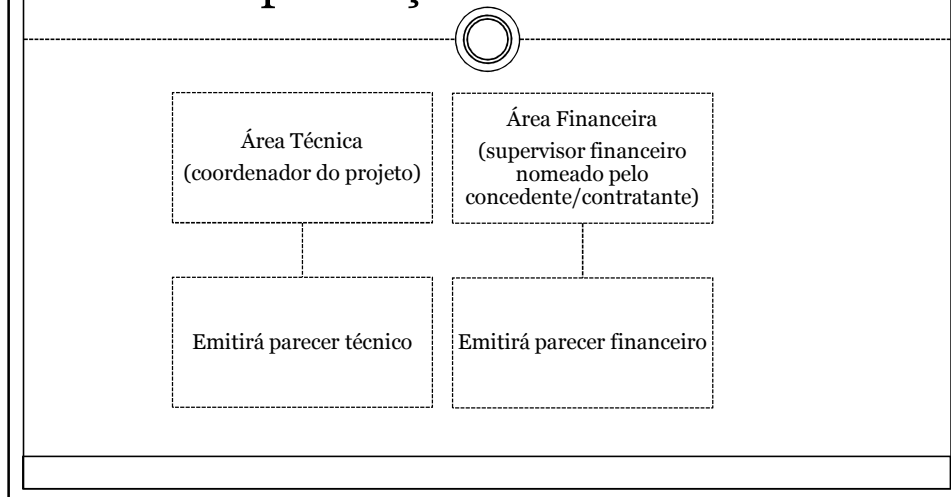 Área Técnica
(coordenador do projeto)
Área Financeira
(supervisor financeiro
nomeado pelo
concedente/contratante)
Emitirá parecer técnico
Emitirá parecer financeiro